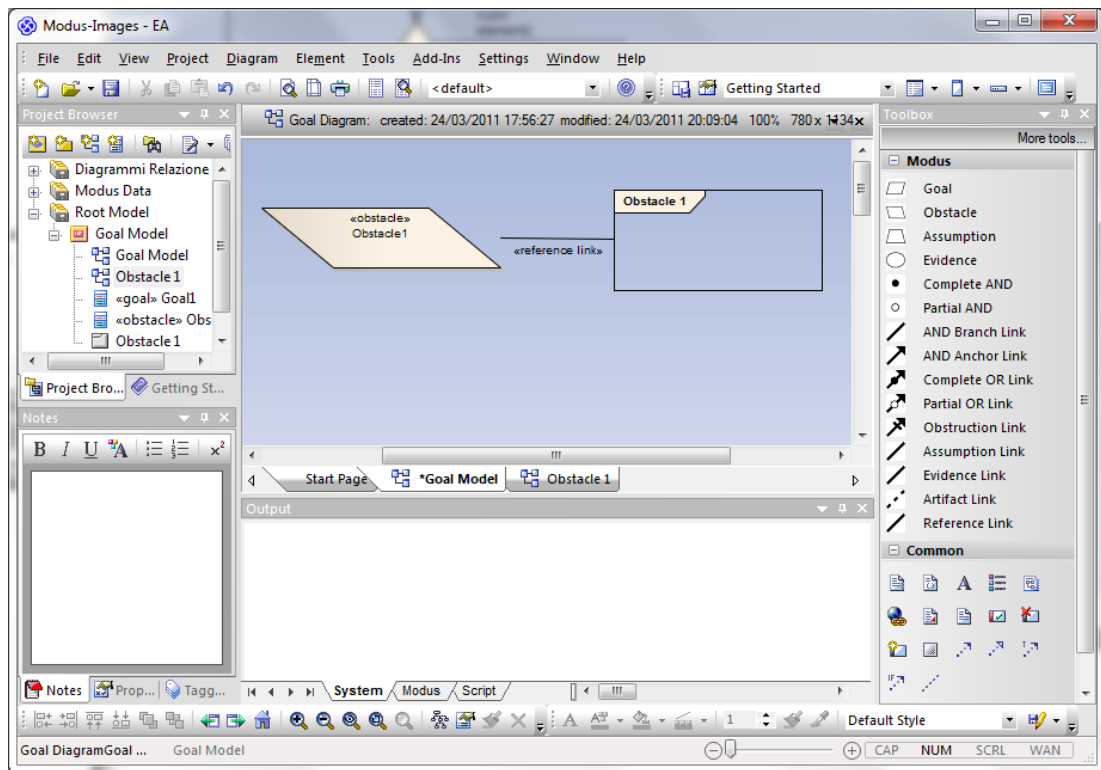 Modus-Images - EA
File Edit View Project Diagram Element Tools Add-Ins Settings Window Help
<default> Getting Started
Project Browser
Diagrammi Relazione
Modus Data
Root Model
Goal Model
Goal Model
Obstacle 1
«goal» Goal1
«obstacle» Obs
Obstacle 1
Project Bro... Getting St...
Notes
B I U A x²
Notes Prop... Tagg...
Goal Diagram: created: 24/03/2011 17:56:27 modified: 24/03/2011 20:09:04 100% 780 x 1134
«obstacle»
Obstacle1
«reference link»
Obstacle 1
Start Page *Goal Model Obstacle 1
Output
System Modus Script
Toolbox
More tools...
Modus
Goal
Obstacle
Assumption
Evidence
Complete AND
Partial AND
AND Branch Link
AND Anchor Link
Complete OR Link
Partial OR Link
Obstruction Link
Assumption Link
Evidence Link
Artifact Link
Reference Link
Common
A
IF
A 1 Default Style
Goal DiagramGoal ... Goal Model CAP NUM SCRL WAN